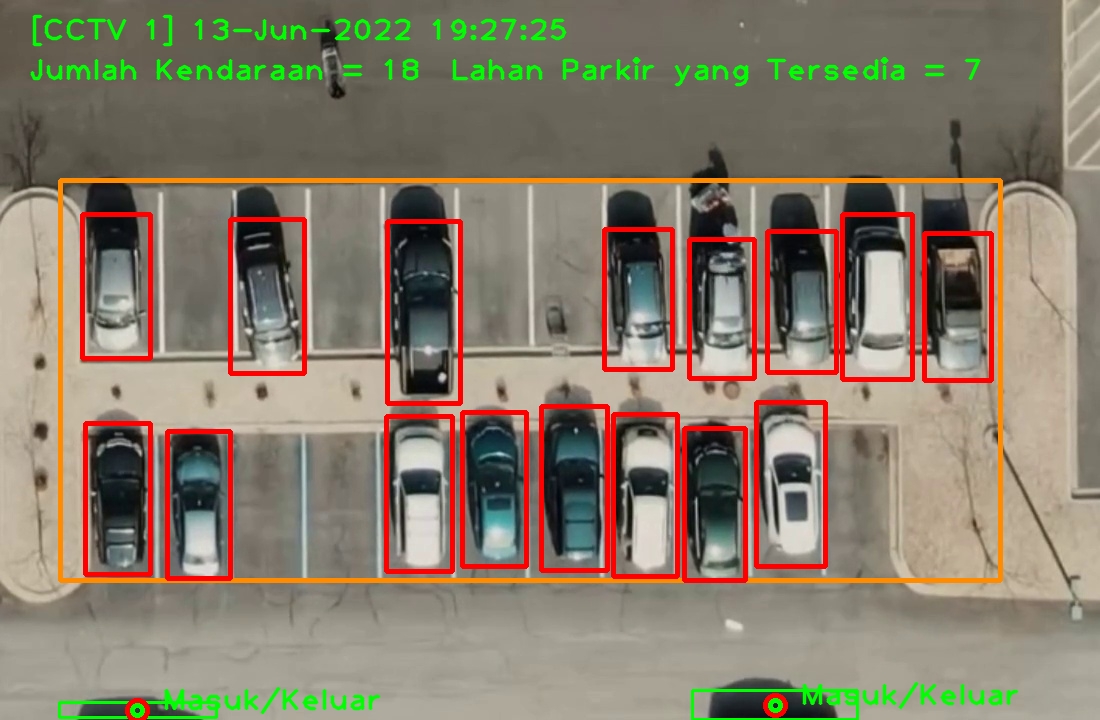 [CCTV 1] 13-Jun-2022 19:27:25
Jumlah Kendaraan = 18 Lahan Parkir yang Tersedia = 7
Masuk/Keluar
Masuk/Keluar